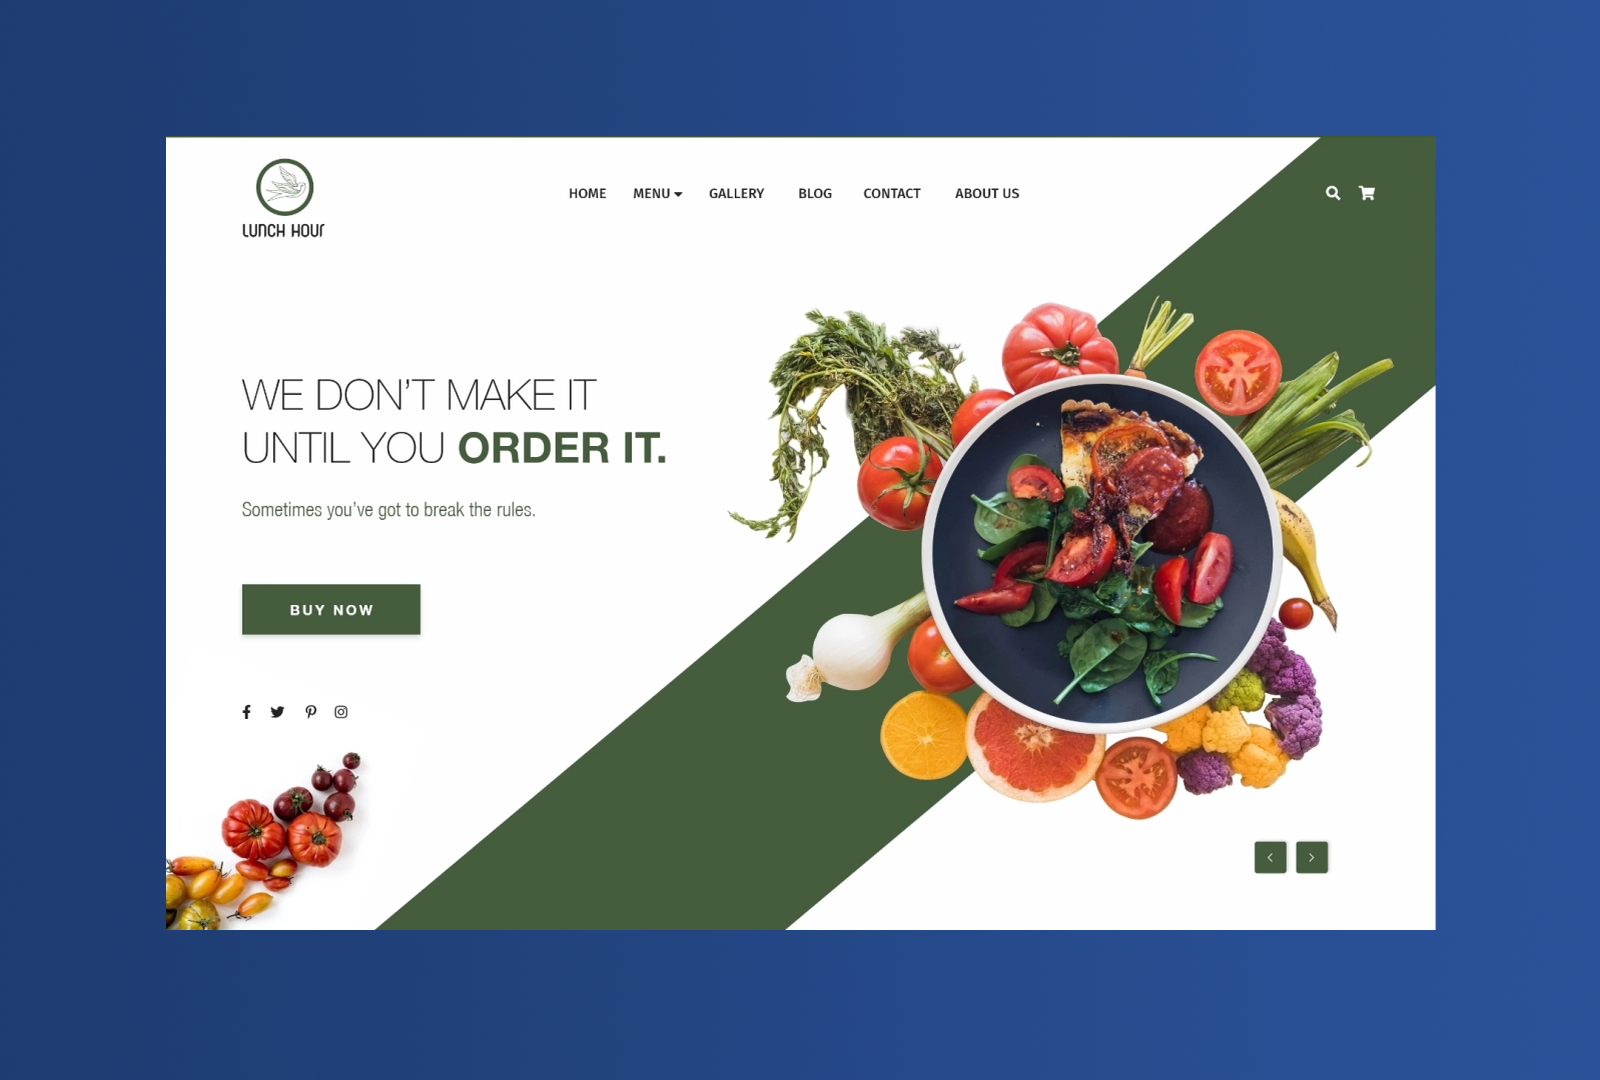 LUNCH HOUR
HOME MENU GALLERY BLOG CONTACT ABOUT US
WE DON’T MAKE IT
UNTIL YOU ORDER IT.
Sometimes you’ve got to break the rules.
BUY NOW